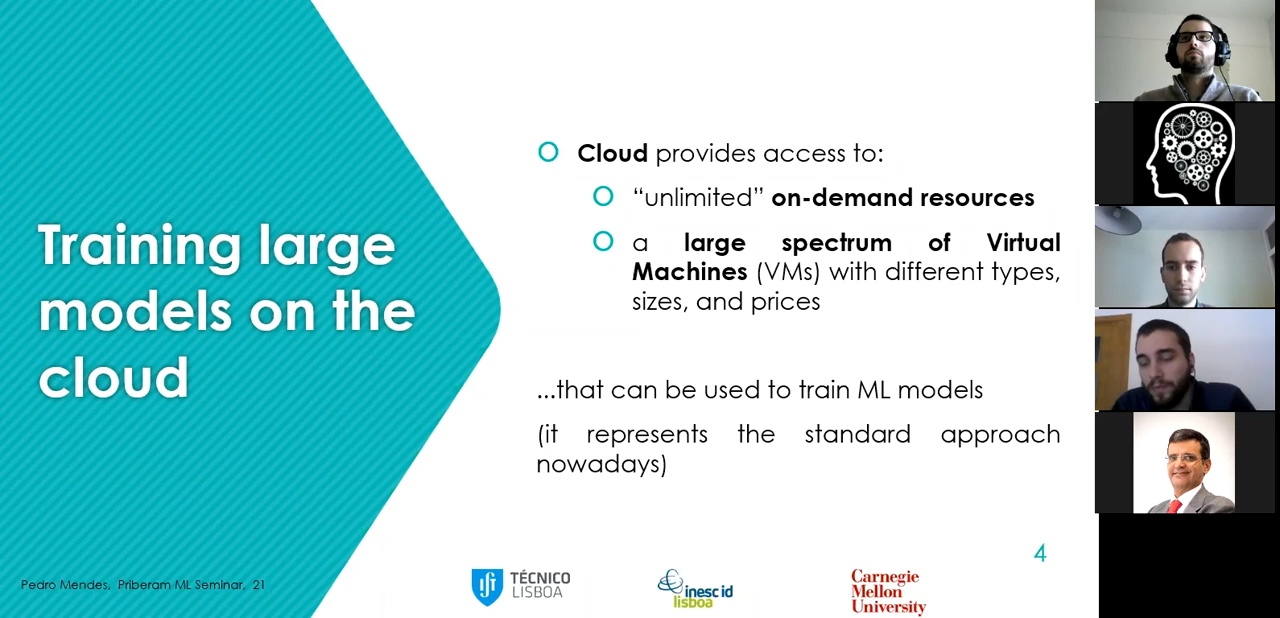 Training large
models on the
cloud
Cloud provides access to:
“unlimited” on-demand resources
a large spectrum of Virtual
Machines (VMs) with different types,
sizes, and prices
...that can be used to train ML models
(it represents the standard approach
nowadays)
4
Pedro Mendes, Priberam ML Seminar, 21
TÉCNICO
LISBOA
inesc id
lisboa
Carnegie
Mellon
University